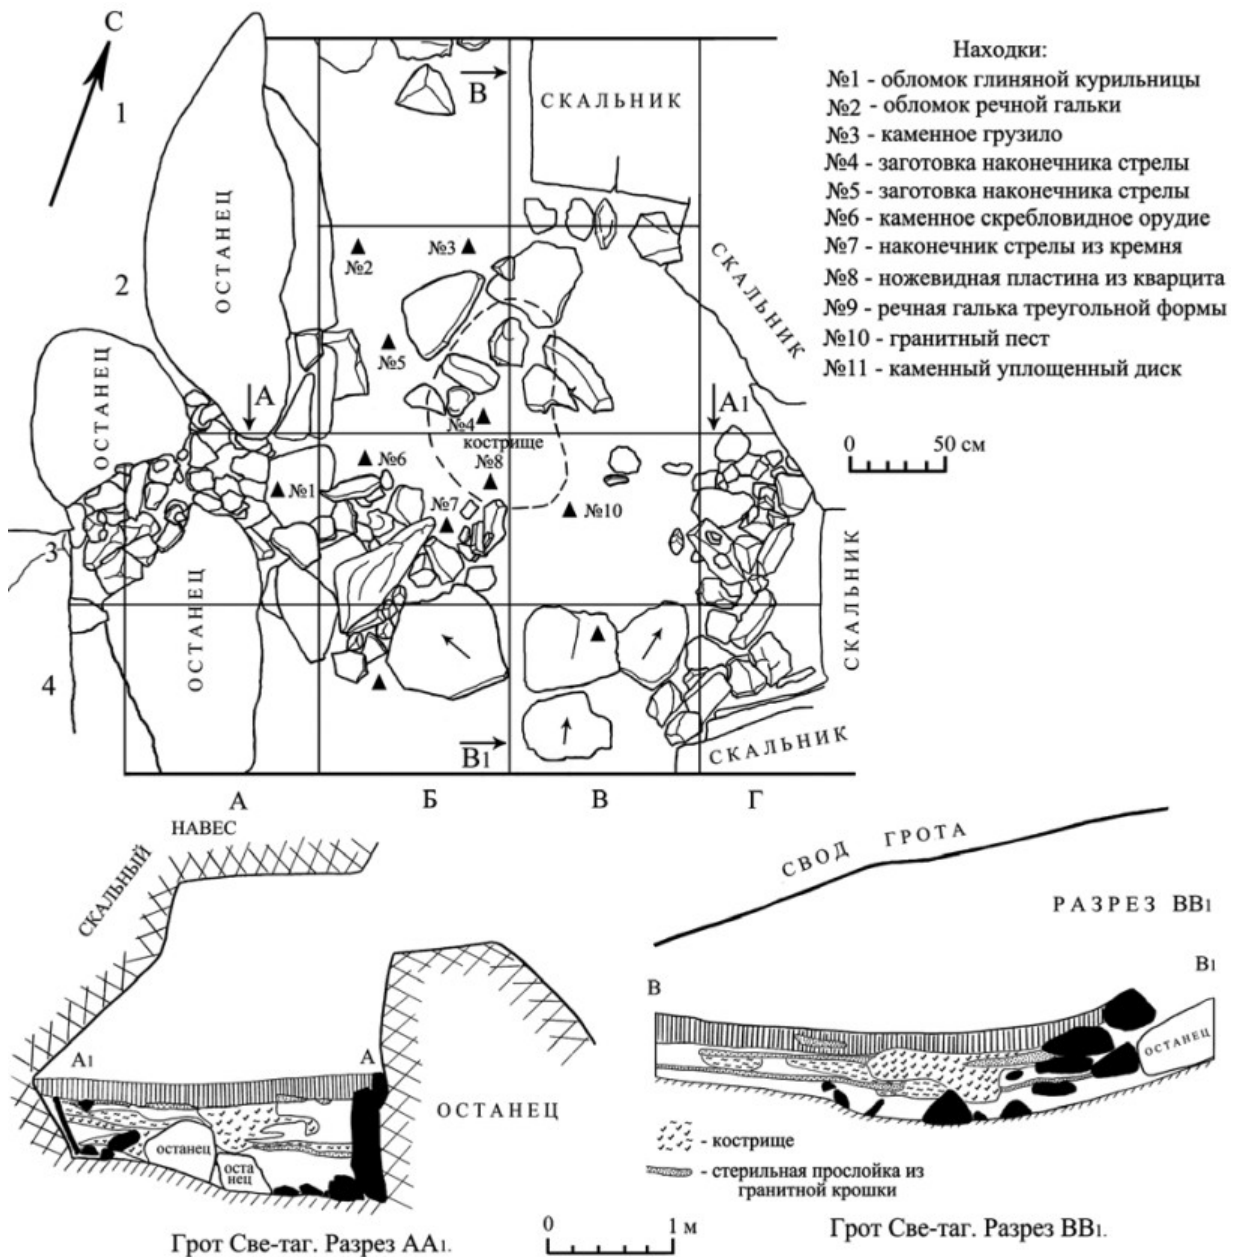 С
1
2
3
4
В
СКАЛЬНИК
ОСТАНЕЦ
№2
№3
СКАЛЬНИК
№5
ОСТАНЕЦ
А
№4
А1
кострище
№6
№8
№1
№7
№10
СКАЛЬНИК
ОСТАНЕЦ
В1
СКАЛЬНИК
А
Б
В
Г
Находки:
№1 - обломок глиняной курильницы
№2 - обломок речной гальки
№3 - каменное грузило
№4 - заготовка наконечника стрелы
№5 - заготовка наконечника стрелы
№6 - каменное скребловидное орудие
№7 - наконечник стрелы из кремня
№8 - ножевидная пластина из кварцита
№9 - речная галька треугольной формы
№10 - гранитный пест
№11 - каменный уплощенный диск
0 50 см
СКАЛЬНЫЙ НАВЕС
А1
А
ОСТАНЕЦ
останец
оста
нец
Грот Све-таг. Разрез АА1.
0 1 м
СВОД ГРОТА
РАЗРЕЗ ВВ1
В
В1
ОСТАНЕЦ
- кострище
- стерильная прослойка из
гранитной крошки
Грот Све-таг. Разрез ВВ1.